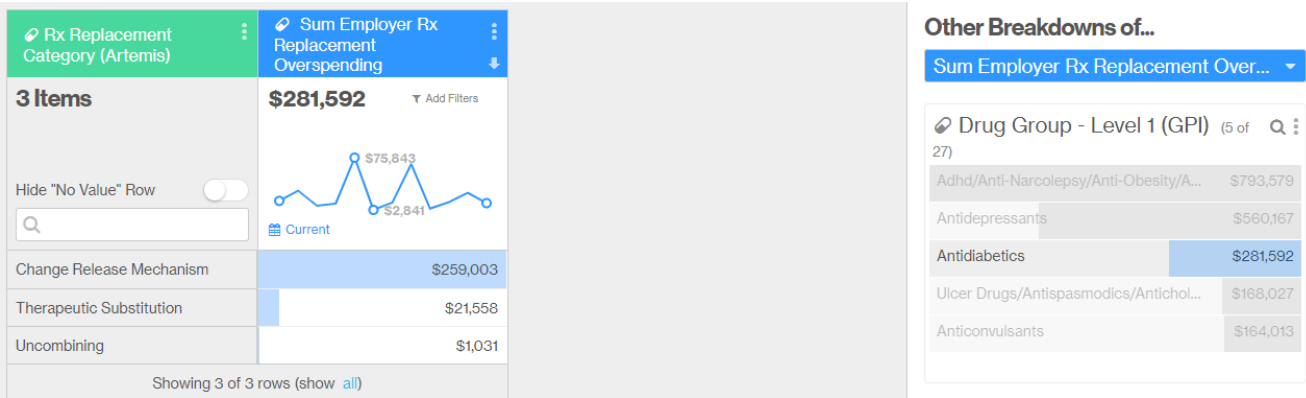 Rx Replacement
Category (Artemis)
Sum Employer Rx
Replacement
Overspending
3 Items
$281,592
Add Filters
$75,843
$2,841
Hide "No Value" Row
Current
Change Release Mechanism
$259,003
Therapeutic Substitution
$21,558
Uncombining
$1,031
Showing 3 of 3 rows (show all)
Other Breakdowns of...
Sum Employer Rx Replacement Over...
Drug Group - Level 1 (GPI) (5 of
27)
Adhd/Anti-Narcolepsy/Anti-Obesity/A... $793,579
Antidepressants $560,167
Antidiabetics $281,592
Ulcer Drugs/Antispasmodics/Antichol... $168,027
Anticonvulsants $164,013